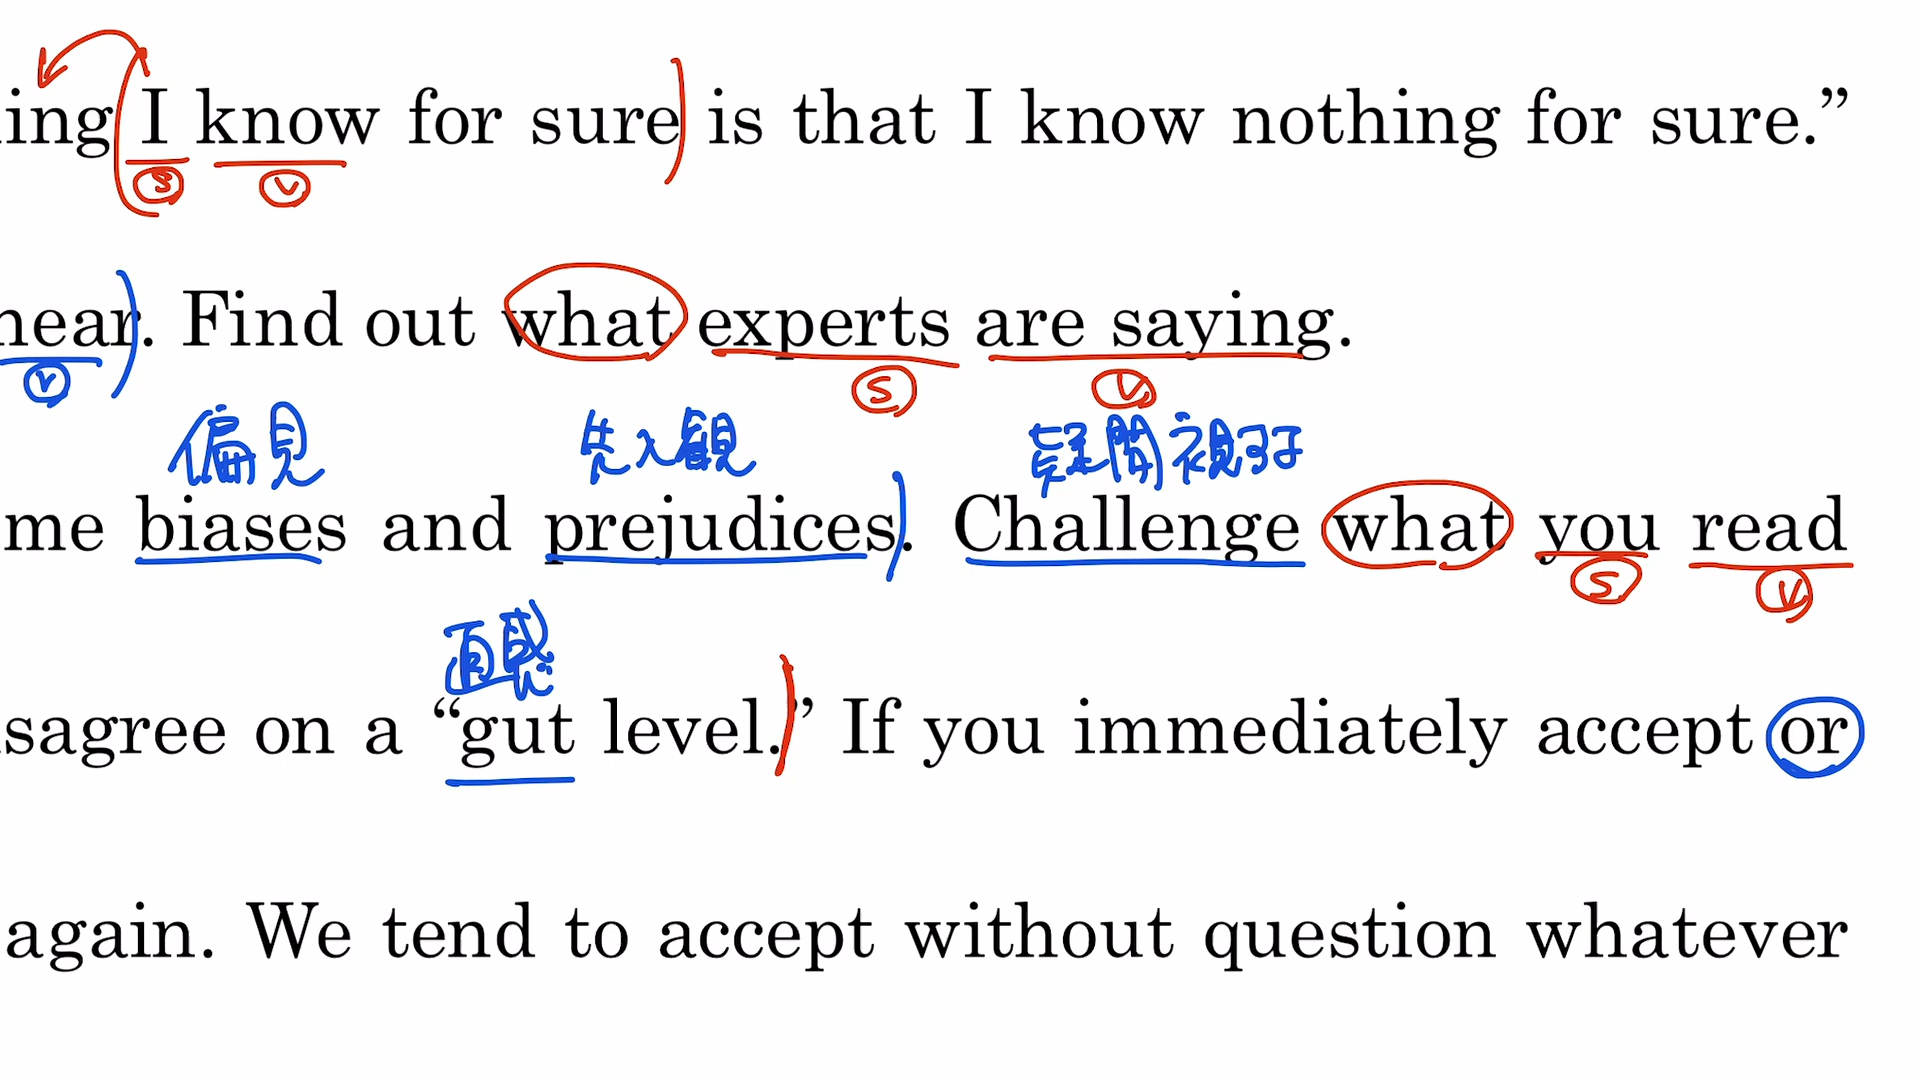 ing I know for sure is that I know nothing for sure.”
S V
hear. Find out what experts are saying.
V S V
偏見 先入観 疑問視する
me biases and prejudices. Challenge what you read
S V
直感
sagree on a “gut level.” If you immediately accept or
again. We tend to accept without question whatever